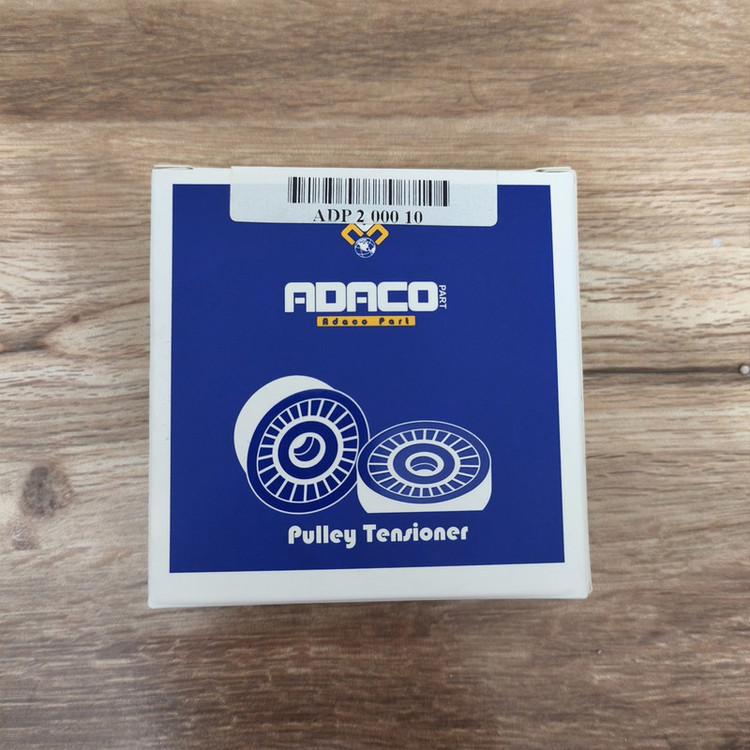 ADP 2 000 10
ADACO PART
Adaco Part
Pulley Tensioner